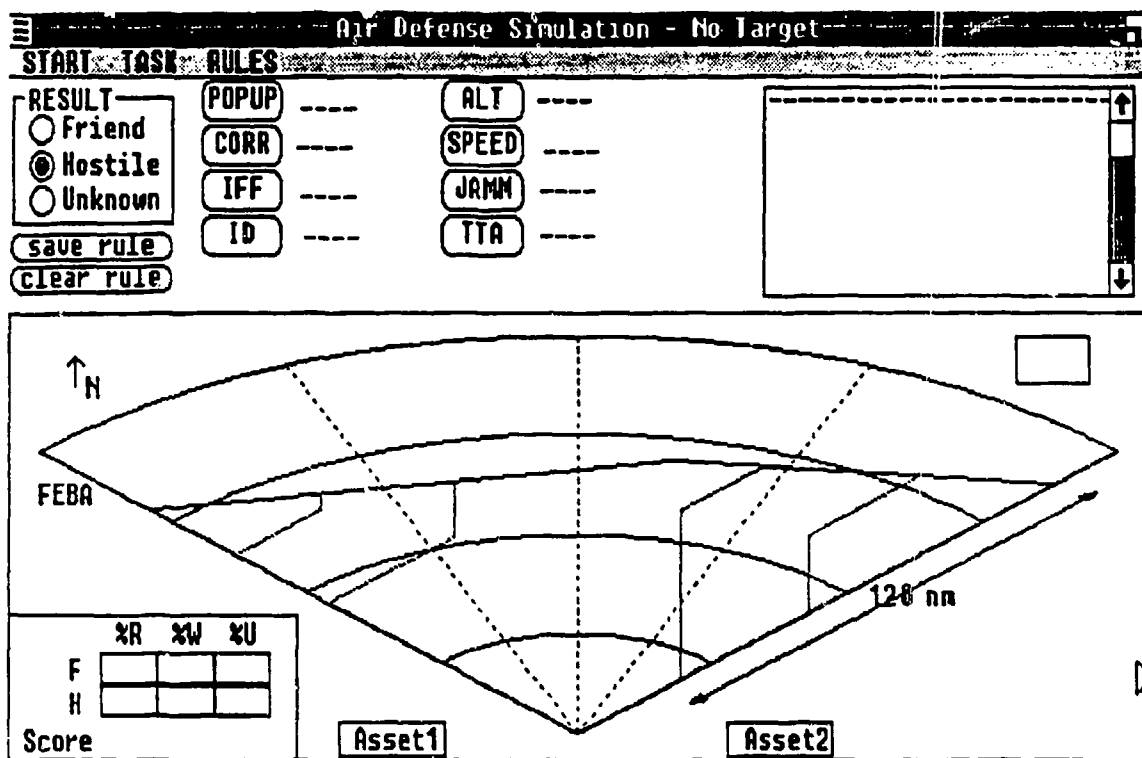 Air Defense Simulation - No Target
START TASK RULES
RESULT
Friend
Hostile
Unknown
save rule
clear rule
POPUP ----
CORR ----
IFF ----
ID ----
ALT ----
SPEED ----
JAMM ----
TTA ----
N
FEBA
120 nm
%R %W %U
F
H
Score
Asset1
Asset2